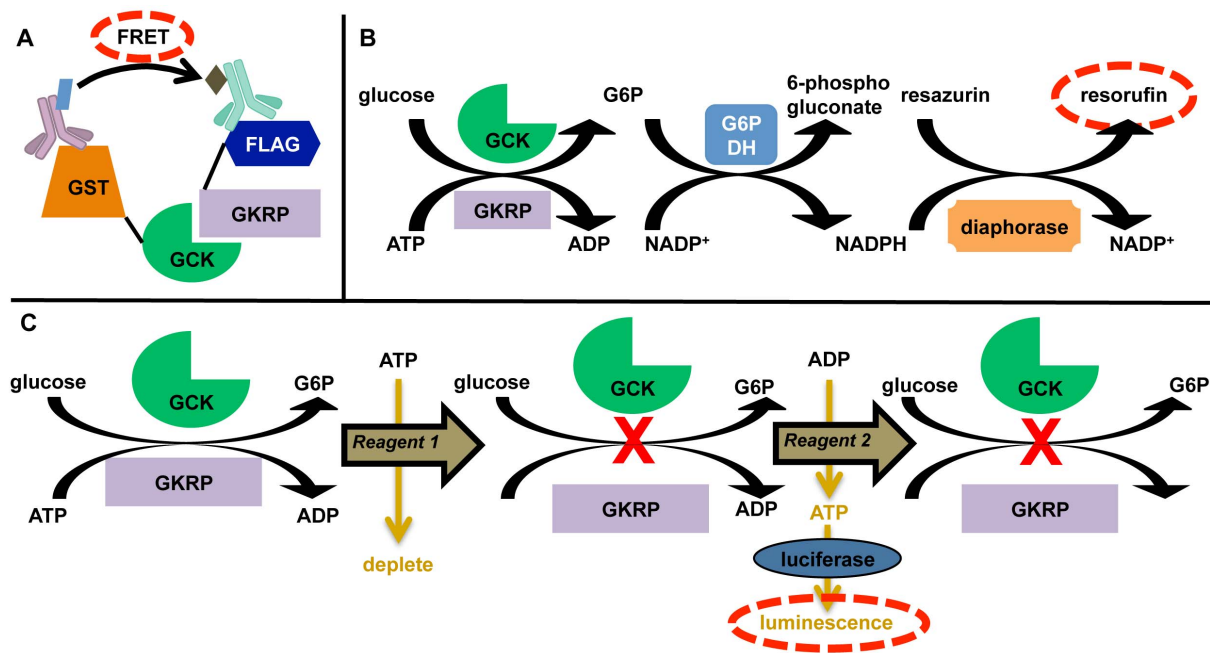 A
FRET
FLAG
GST
GKRP
GCK
B
glucose
GCK
G6P
GKRP
ATP
ADP
G6P
DH
6-phospho
gluconate
NADP+
NADPH
resazurin
resorufin
diaphorase
NADP+
C
glucose
GCK
G6P
GKRP
ATP
ADP
ATP
Reagent 1
deplete
glucose
GCK
G6P
X
GKRP
ADP
ADP
Reagent 2
ATP
luciferase
luminescence
glucose
GCK
G6P
X
GKRP